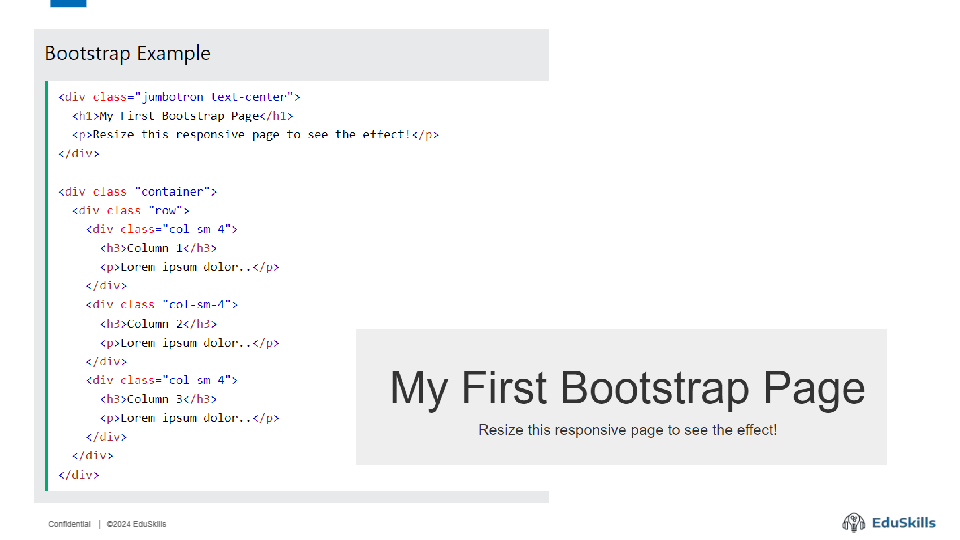 Bootstrap Example
<div class="jumbotron text-center">
<h1>My First Bootstrap Page</h1>
<p>Resize this responsive page to see the effect!</p>
</div>
<div class "container">
<div class "row">
<div class="col sm 4">
<h3>Column 1</h3>
<p>Lorem ipsum dolor..</p>
</div>
<div class "col-sm-4">
<h3>Column 2</h3>
<p>Lorem ipsum dolor..</p>
</div>
<div class="col sm 4">
<h3>Column 3</h3>
<p>Lorem ipsum dolor..</p>
</div>
</div>
</div>
My First Bootstrap Page
Resize this responsive page to see the effect!
Confidential | ©2024 EduSkills
EduSkills